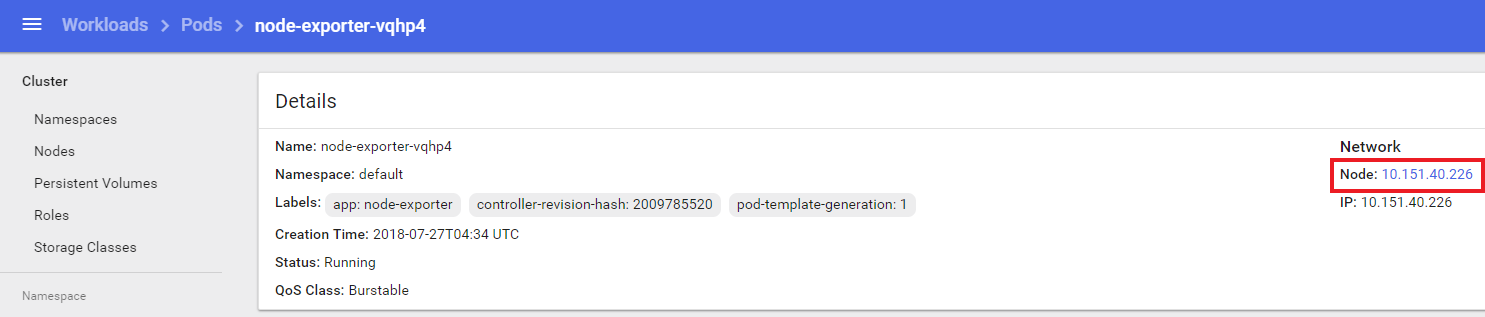 Workloads > Pods > node-exporter-vqhp4
Cluster
Namespaces
Nodes
Persistent Volumes
Roles
Storage Classes
Namespace
Details
Name: node-exporter-vqhp4
Namespace: default
Labels: app: node-exporter controller-revision-hash: 2009785520 pod-template-generation: 1
Creation Time: 2018-07-27T04:34 UTC
Status: Running
QoS Class: Burstable
Network
Node: 10.151.40.226
IP: 10.151.40.226